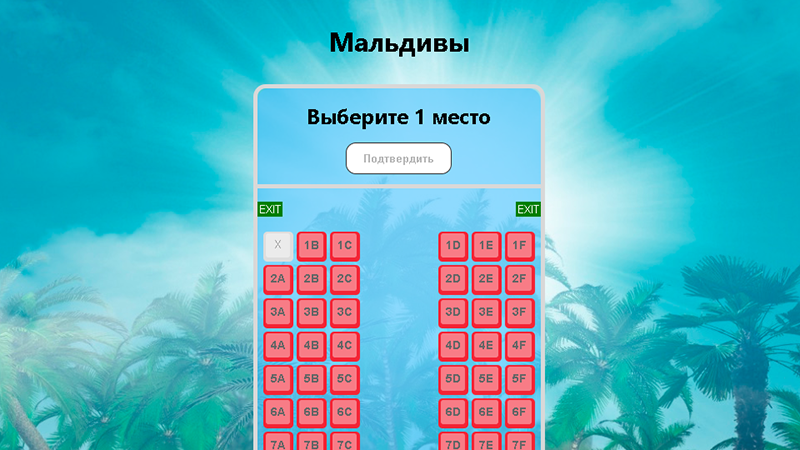 Мальдивы
Выберите 1 место
Подтвердить
EXIT EXIT
X 1B 1C 1D 1E 1F
2A 2B 2C 2D 2E 2F
3A 3B 3C 3D 3E 3F
4A 4B 4C 4D 4E 4F
5A 5B 5C 5D 5E 5F
6A 6B 6C 6D 6E 6F
7A 7B 7C 7D 7E 7F